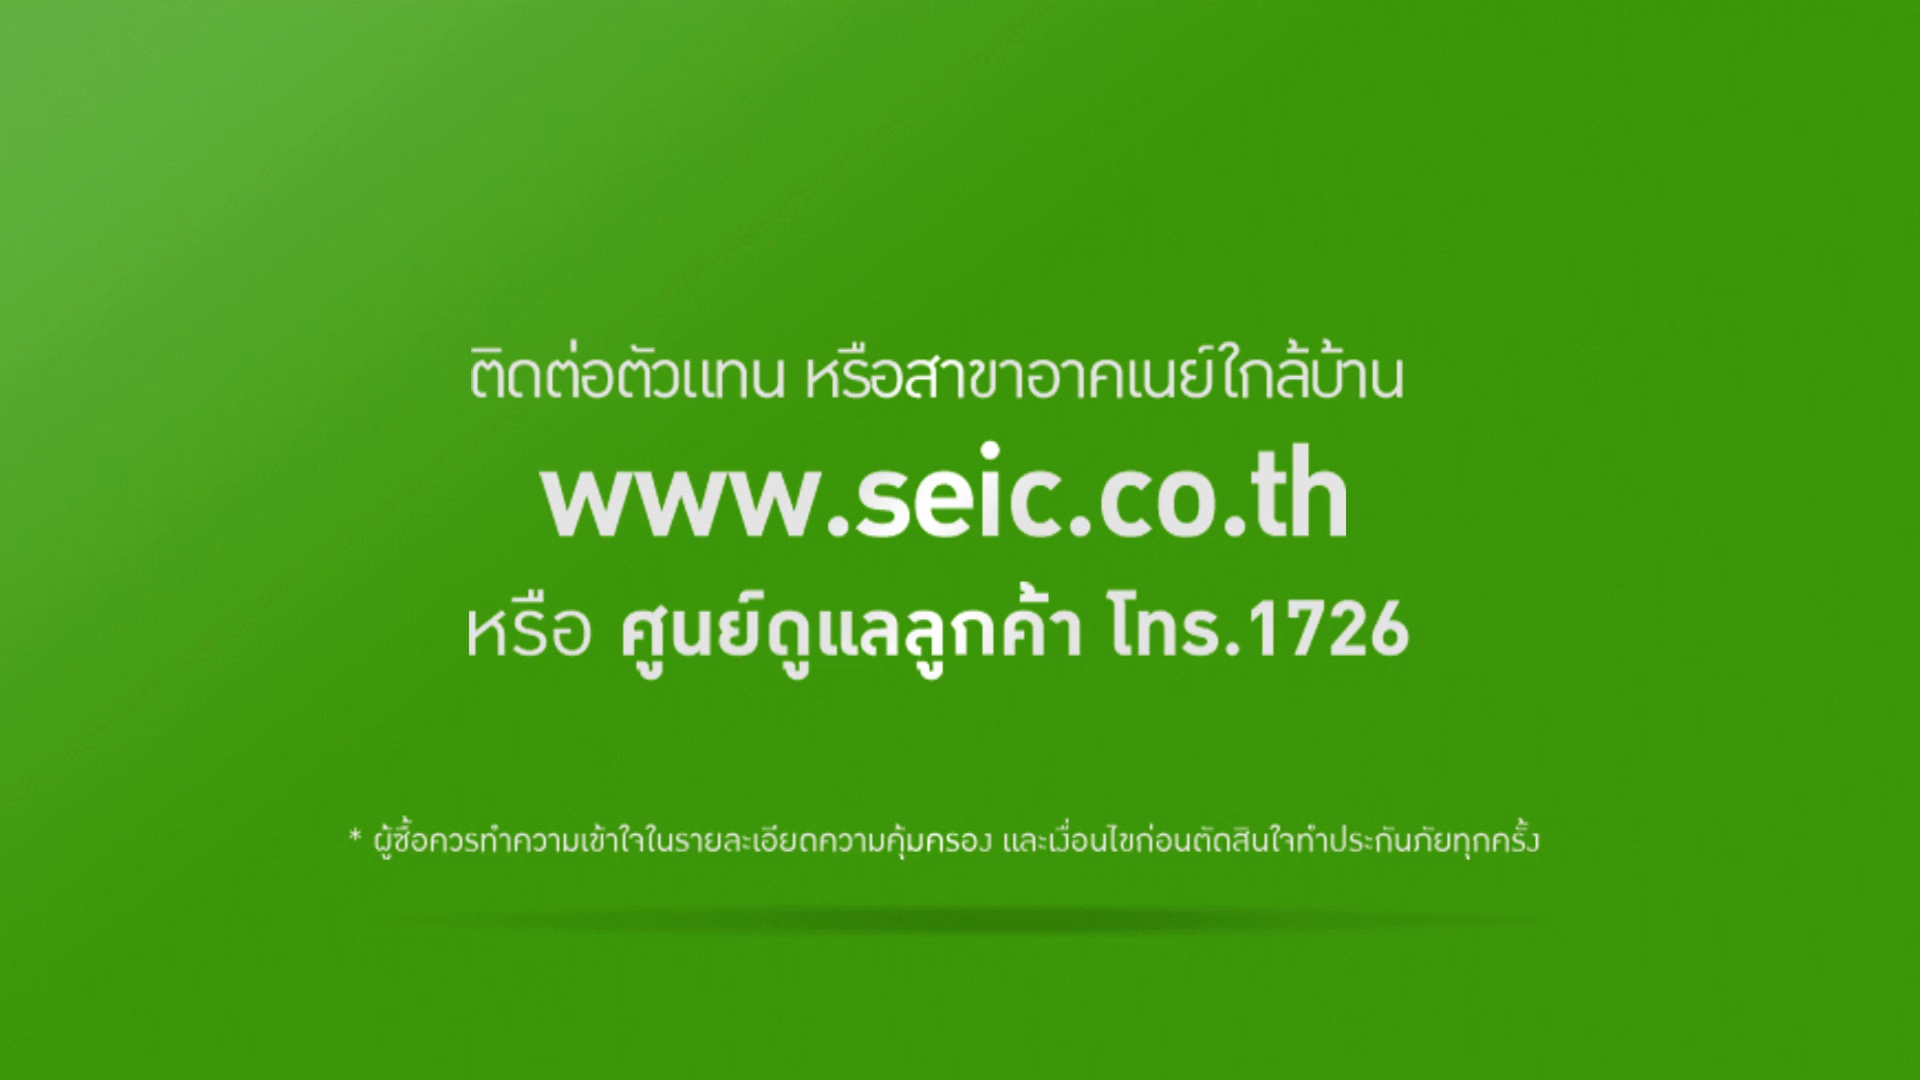 ติดต่อตัวแทน หรือสาขาอาคเนย์ใกล้บ้าน
www.seic.co.th
หรือ ศูนย์ดูแลลูกค้า โทร.1726
* ผู้ซื้อควรทำความเข้าใจในรายละเอียดความคุ้มครอง และเงื่อนไขก่อนตัดสินใจทำประกันภัยทุกครั้ง